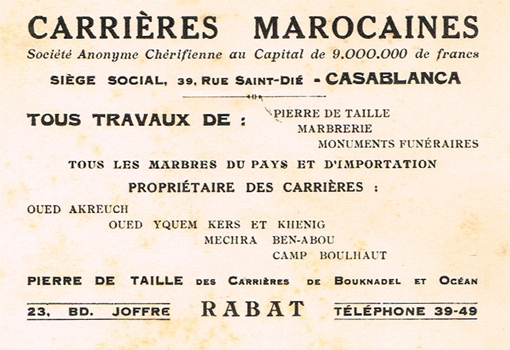 CARRIÈRES MAROCAINES
Société Anonyme Chérifienne au Capital de 9.000.000 de francs
SIÈGE SOCIAL, 39, RUE SAINT-DIÉ - CASABLANCA
TOUS TRAVAUX DE :
PIERRE DE TAILLE
MARBRERIE
MONUMENTS FUNÉRAIRES
TOUS LES MARBRES DU PAYS ET D'IMPORTATION
PROPRIÉTAIRE DES CARRIÈRES :
OUED AKREUCH
OUED YQUEM KERS ET KHENIG
MECHRA BEN-ABOU
CAMP BOULHAUT
PIERRE DE TAILLE DES CARRIÈRES DE BOUKNADEL ET OCÉAN
23, BD. JOFFRE RABAT TÉLÉPHONE 39-49